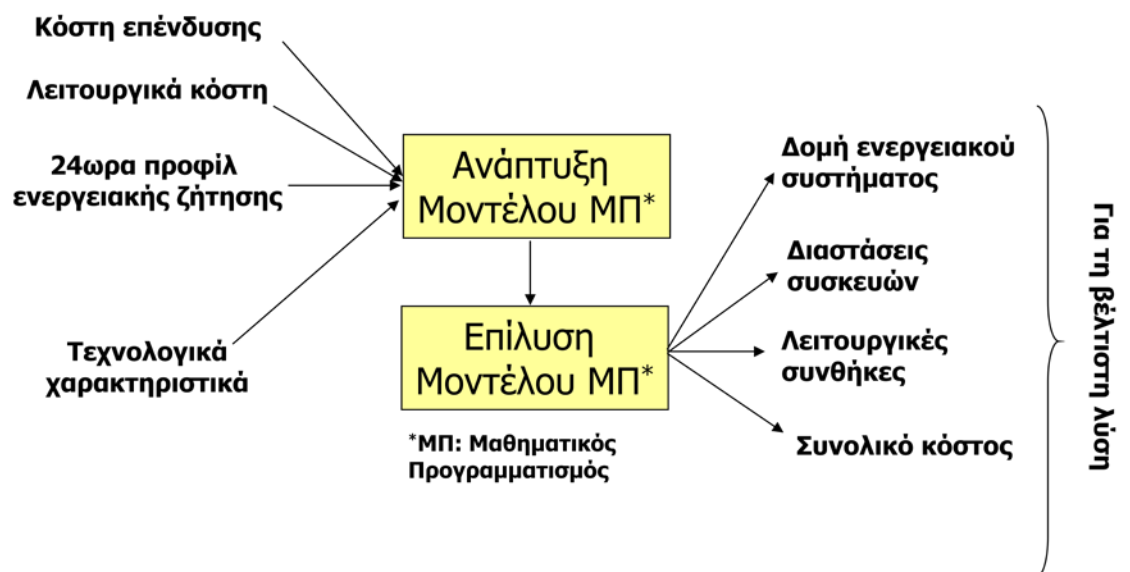 Κόστη επένδυσης
Λειτουργικά κόστη
24ωρα προφίλ
ενεργειακής ζήτησης
Τεχνολογικά
χαρακτηριστικά
Ανάπτυξη
Μοντέλου ΜΠ*
Επίλυση
Μοντέλου ΜΠ*
*ΜΠ: Μαθηματικός
Προγραμματισμός
Δομή ενεργειακού
συστήματος
Διαστάσεις
συσκευών
Λειτουργικές
συνθήκες
Συνολικό κόστος
Για τη βέλτιστη λύση